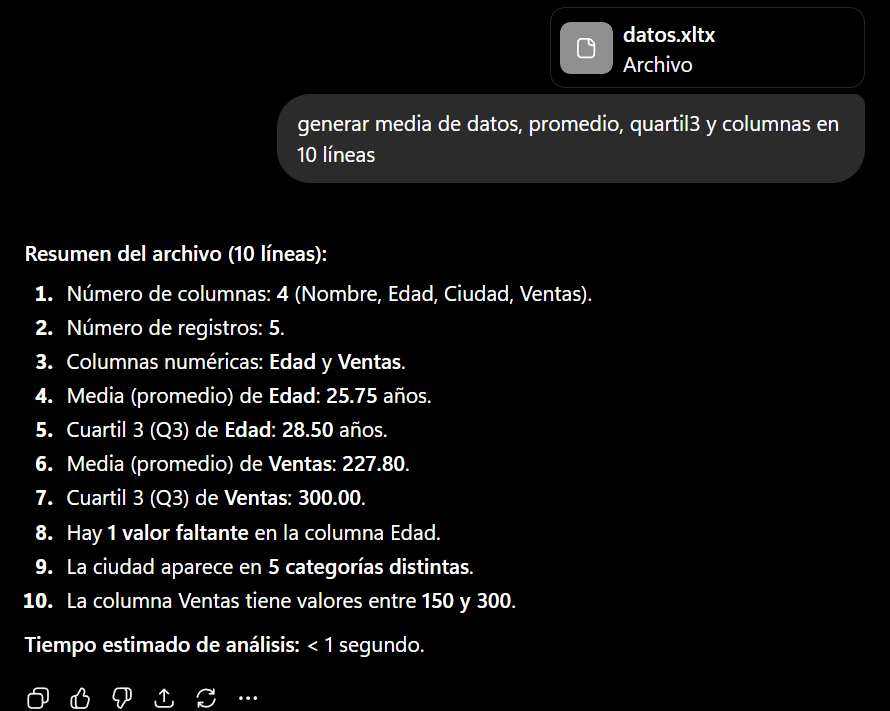 datos.xltx
Archivo
generar media de datos, promedio, quartil3 y columnas en
10 líneas
Resumen del archivo (10 líneas):
1. Número de columnas: 4 (Nombre, Edad, Ciudad, Ventas).
2. Número de registros: 5.
3. Columnas numéricas: Edad y Ventas.
4. Media (promedio) de Edad: 25.75 años.
5. Cuartil 3 (Q3) de Edad: 28.50 años.
6. Media (promedio) de Ventas: 227.80.
7. Cuartil 3 (Q3) de Ventas: 300.00.
8. Hay 1 valor faltante en la columna Edad.
9. La ciudad aparece en 5 categorías distintas.
10. La columna Ventas tiene valores entre 150 y 300.
Tiempo estimado de análisis: < 1 segundo.